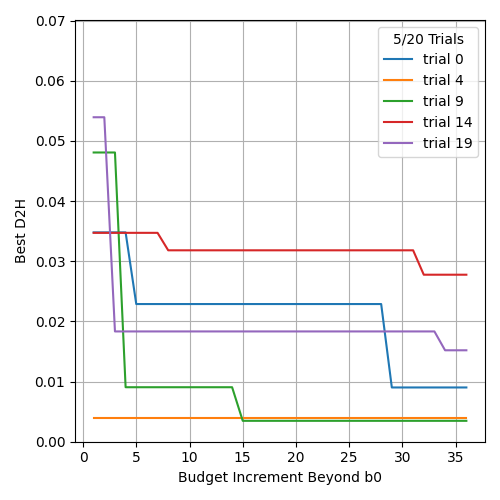 5/20 Trials
trial 0
trial 4
trial 9
trial 14
trial 19
0.07
0.06
0.05
0.04
0.03
0.02
0.01
0.00
Best D2H
0 5 10 15 20 25 30 35
Budget Increment Beyond b0